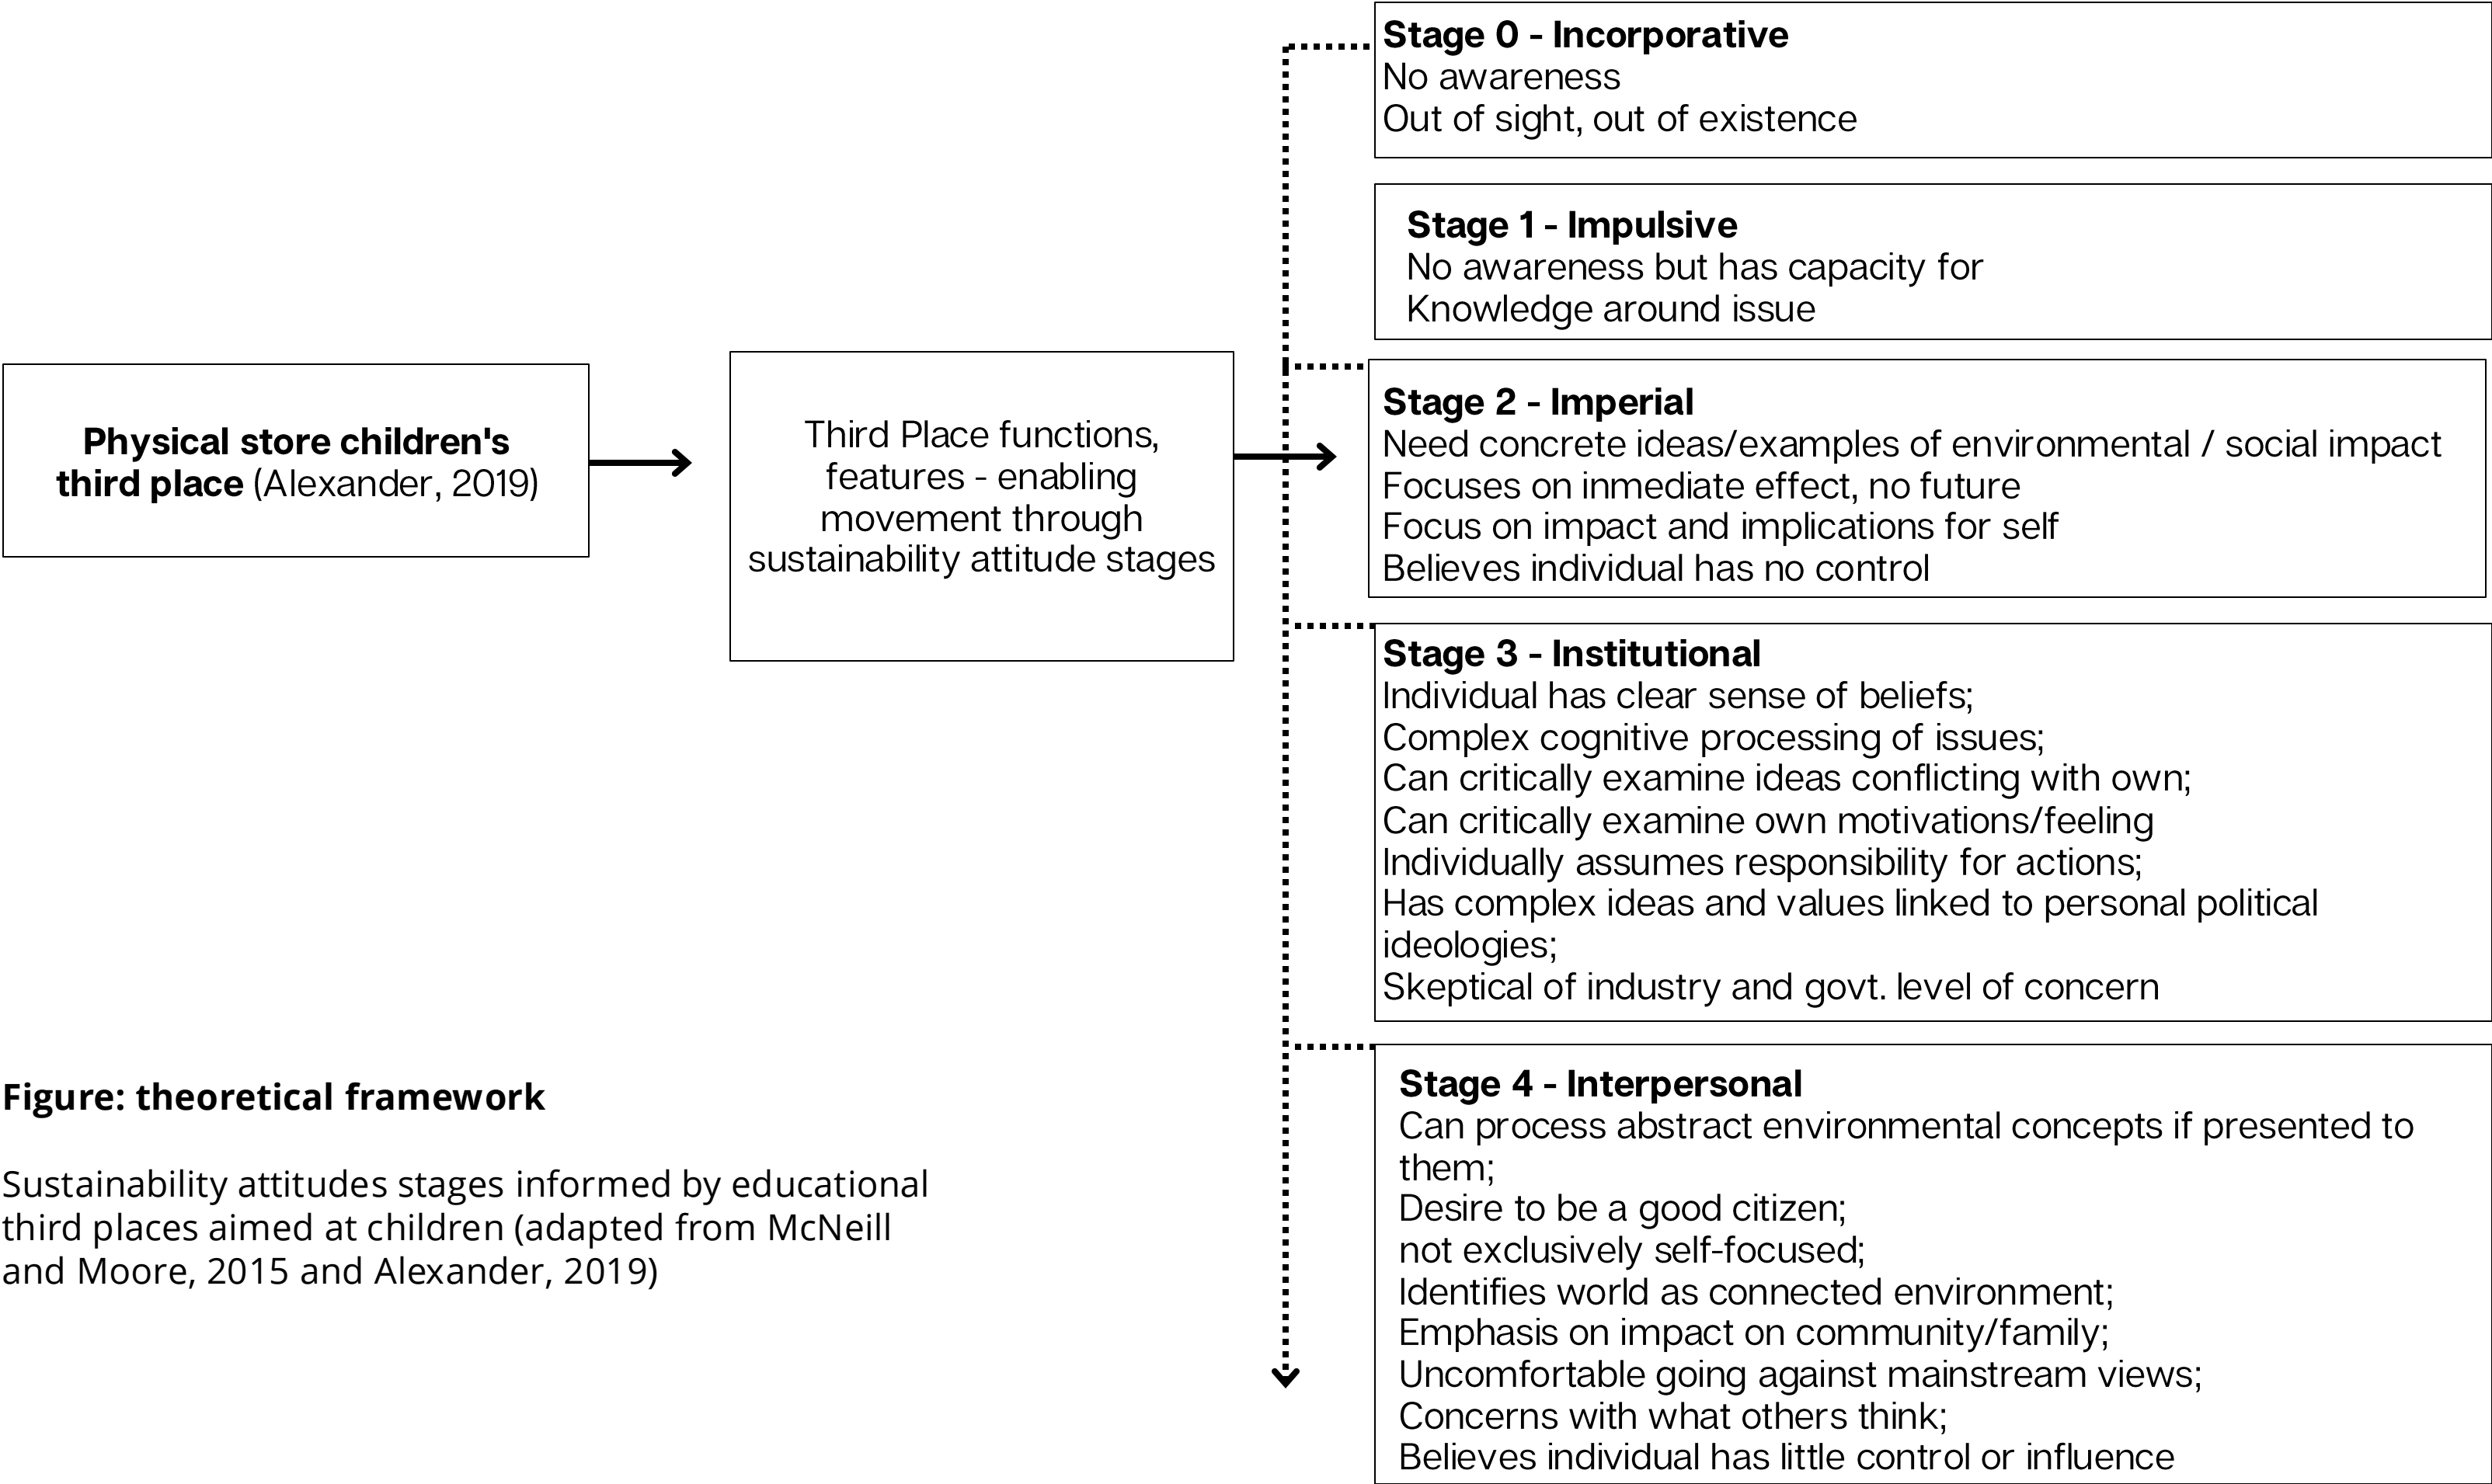 Stage 0 - Incorporative
No awareness
Out of sight, out of existence
Stage 1 - Impulsive
No awareness but has capacity for
Knowledge around issue
Physical store children's
third place (Alexander, 2019)
Third Place functions,
features - enabling
movement through
sustainability attitude stages
Stage 2 - Imperial
Need concrete ideas/examples of environmental / social impact
Focuses on inmediate effect, no future
Focus on impact and implications for self
Believes individual has no control
Stage 3 - Institutional
Individual has clear sense of beliefs;
Complex cognitive processing of issues;
Can critically examine ideas conflicting with own;
Can critically examine own motivations/feeling
Individually assumes responsibility for actions;
Has complex ideas and values linked to personal political
ideologies;
Skeptical of industry and govt. level of concern
Stage 4 - Interpersonal
Can process abstract environmental concepts if presented to
them;
Desire to be a good citizen;
not exclusively self-focused;
Identifies world as connected environment;
Emphasis on impact on community/family;
Uncomfortable going against mainstream views;
Concerns with what others think;
Believes individual has little control or influence
Figure: theoretical framework
Sustainability attitudes stages informed by educational
third places aimed at children (adapted from McNeill
and Moore, 2015 and Alexander, 2019)